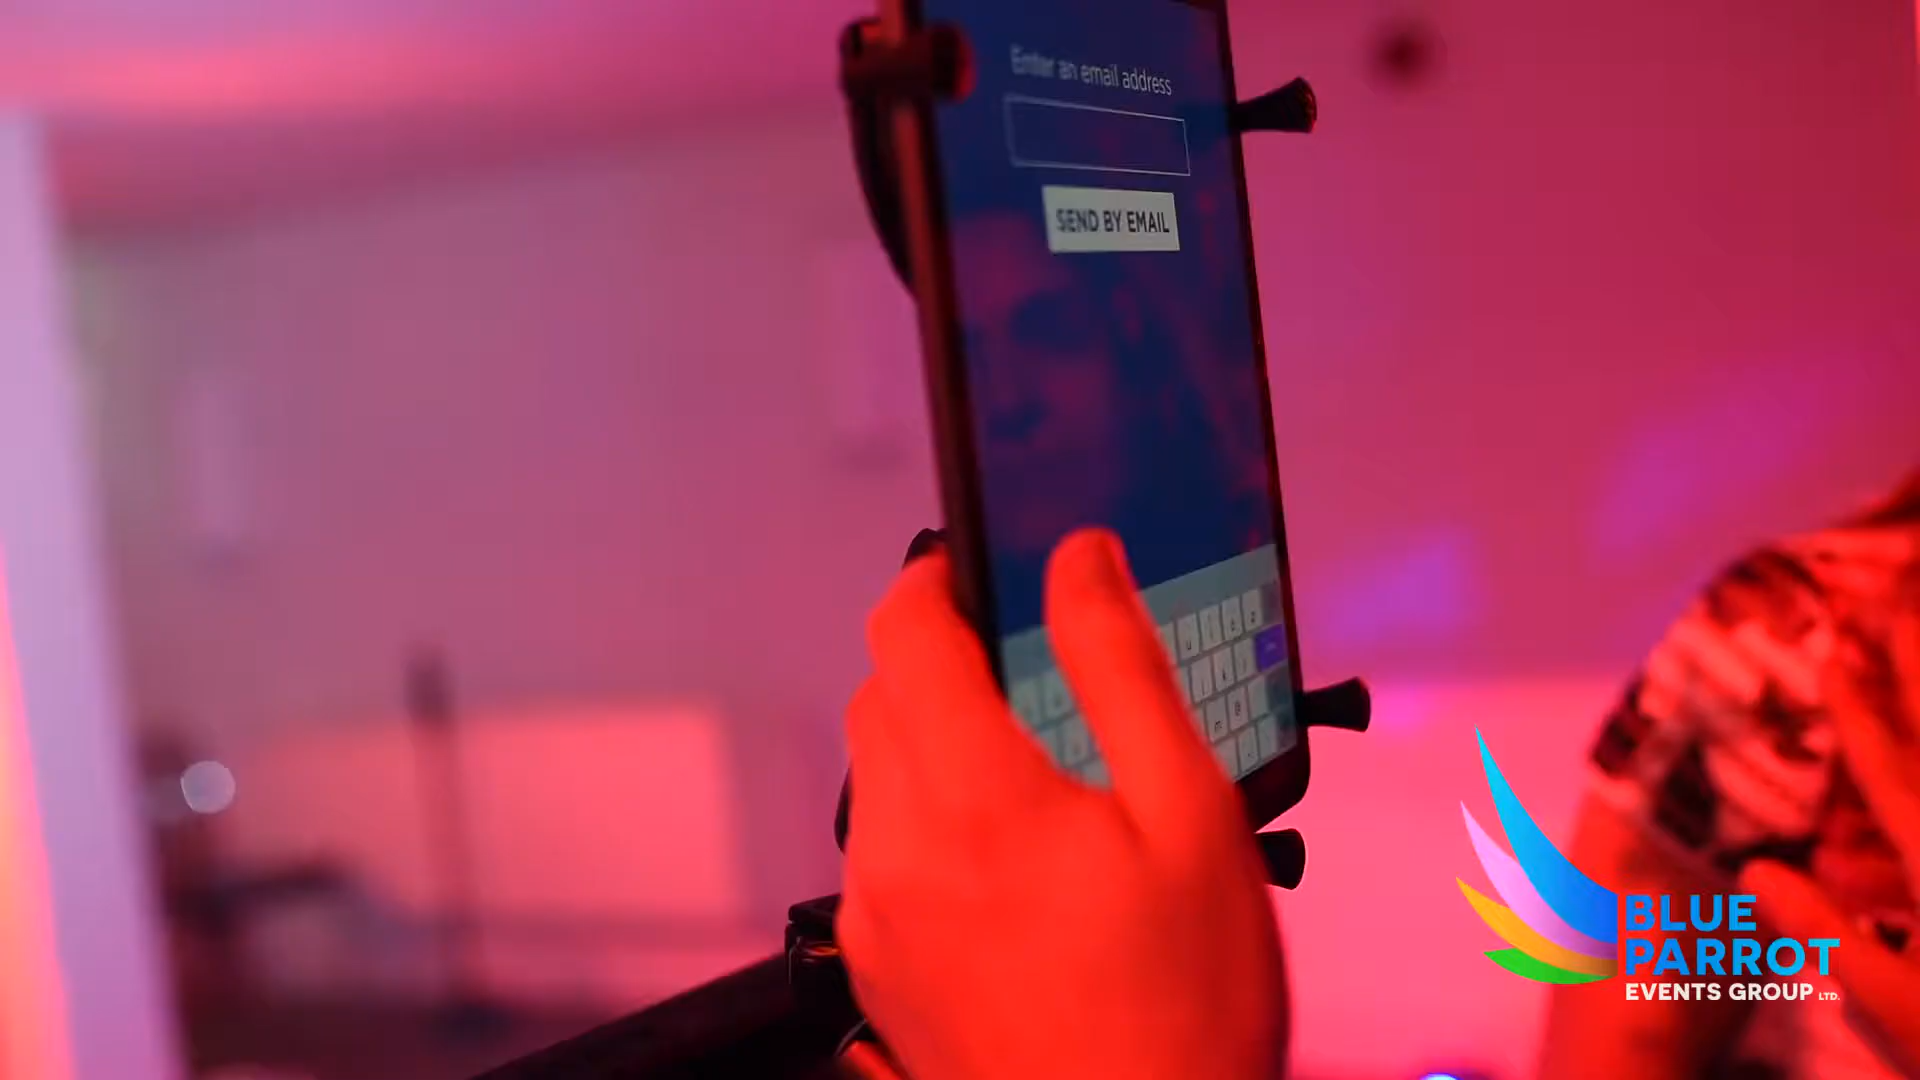 Enter an email address
SEND BY EMAIL
BLUE
PARROT
EVENTS GROUP LTD.